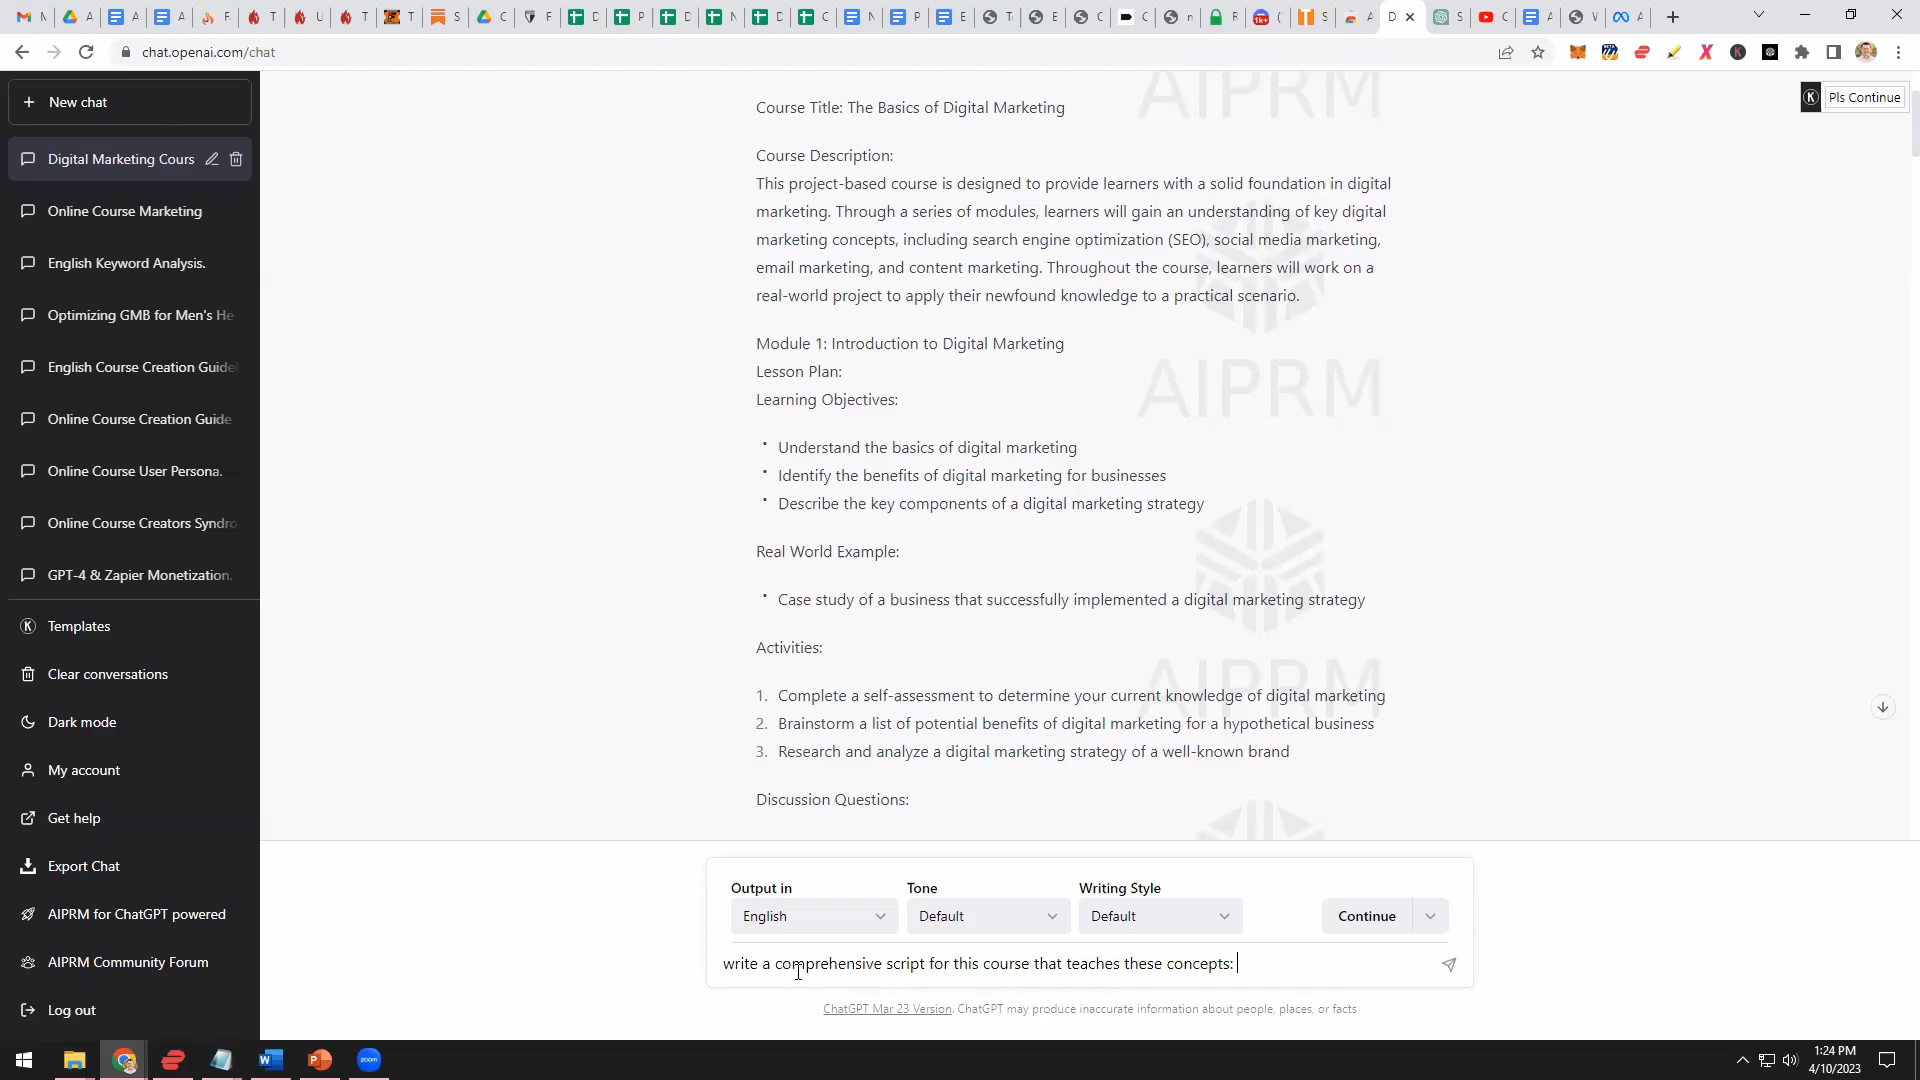 chat.openai.com/chat
New chat
Pls Continue
Digital Marketing Cours
Online Course Marketing
English Keyword Analysis.
Optimizing GMB for Men's He
English Course Creation Guide
Online Course Creation Guide
Online Course User Persona.
Online Course Creators Syndro
GPT-4 & Zapier Monetization.
Templates
Clear conversations
Dark mode
My account
Get help
Export Chat
AIPRM for ChatGPT powered
AIPRM Community Forum
Log out
AIPRM
Course Title: The Basics of Digital Marketing
Course Description:
This project-based course is designed to provide learners with a solid foundation in digital
marketing. Through a series of modules, learners will gain an understanding of key digital
marketing concepts, including search engine optimization (SEO), social media marketing,
email marketing, and content marketing. Throughout the course, learners will work on a
real-world project to apply their newfound knowledge to a practical scenario.
Module 1: Introduction to Digital Marketing
Lesson Plan:
AIPRM
Learning Objectives:
• Understand the basics of digital marketing
• Identify the benefits of digital marketing for businesses
• Describe the key components of a digital marketing strategy
Real World Example:
• Case study of a business that successfully implemented a digital marketing strategy
Activities:
AIPRM
1. Complete a self-assessment to determine your current knowledge of digital marketing
2. Brainstorm a list of potential benefits of digital marketing for a hypothetical business
3. Research and analyze a digital marketing strategy of a well-known brand
Discussion Questions:
Output in
Tone
Writing Style
English
Default
Default
Continue
write a comprehensive script for this course that teaches these concepts:
ChatGPT Mar 23 Version. ChatGPT may produce inaccurate information about people, places, or facts
zoom
1:24 PM
4/10/2023